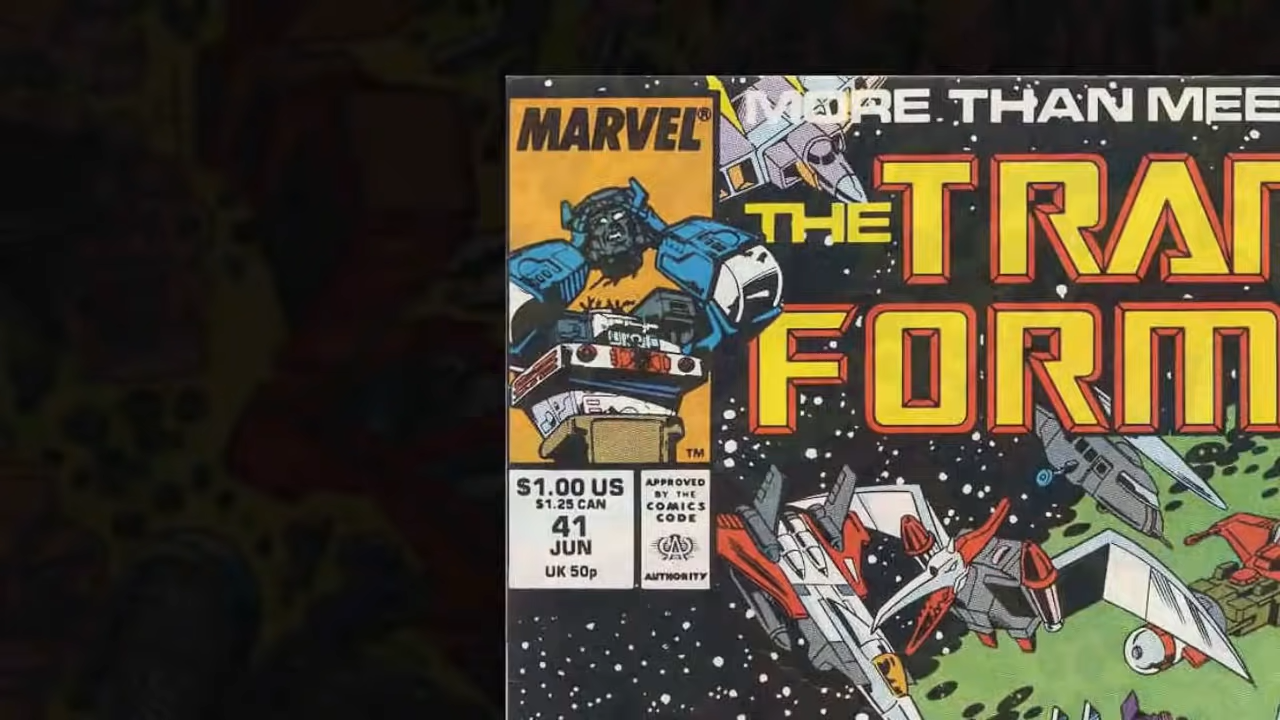 MARVEL®
MORE THAN MEE
THE TRAN
FORM
TM
$1.00 US
$1.25 CAN
41
JUN
UK 50p
APPROVED
BY THE
COMICS
CODE
AUTHORITY